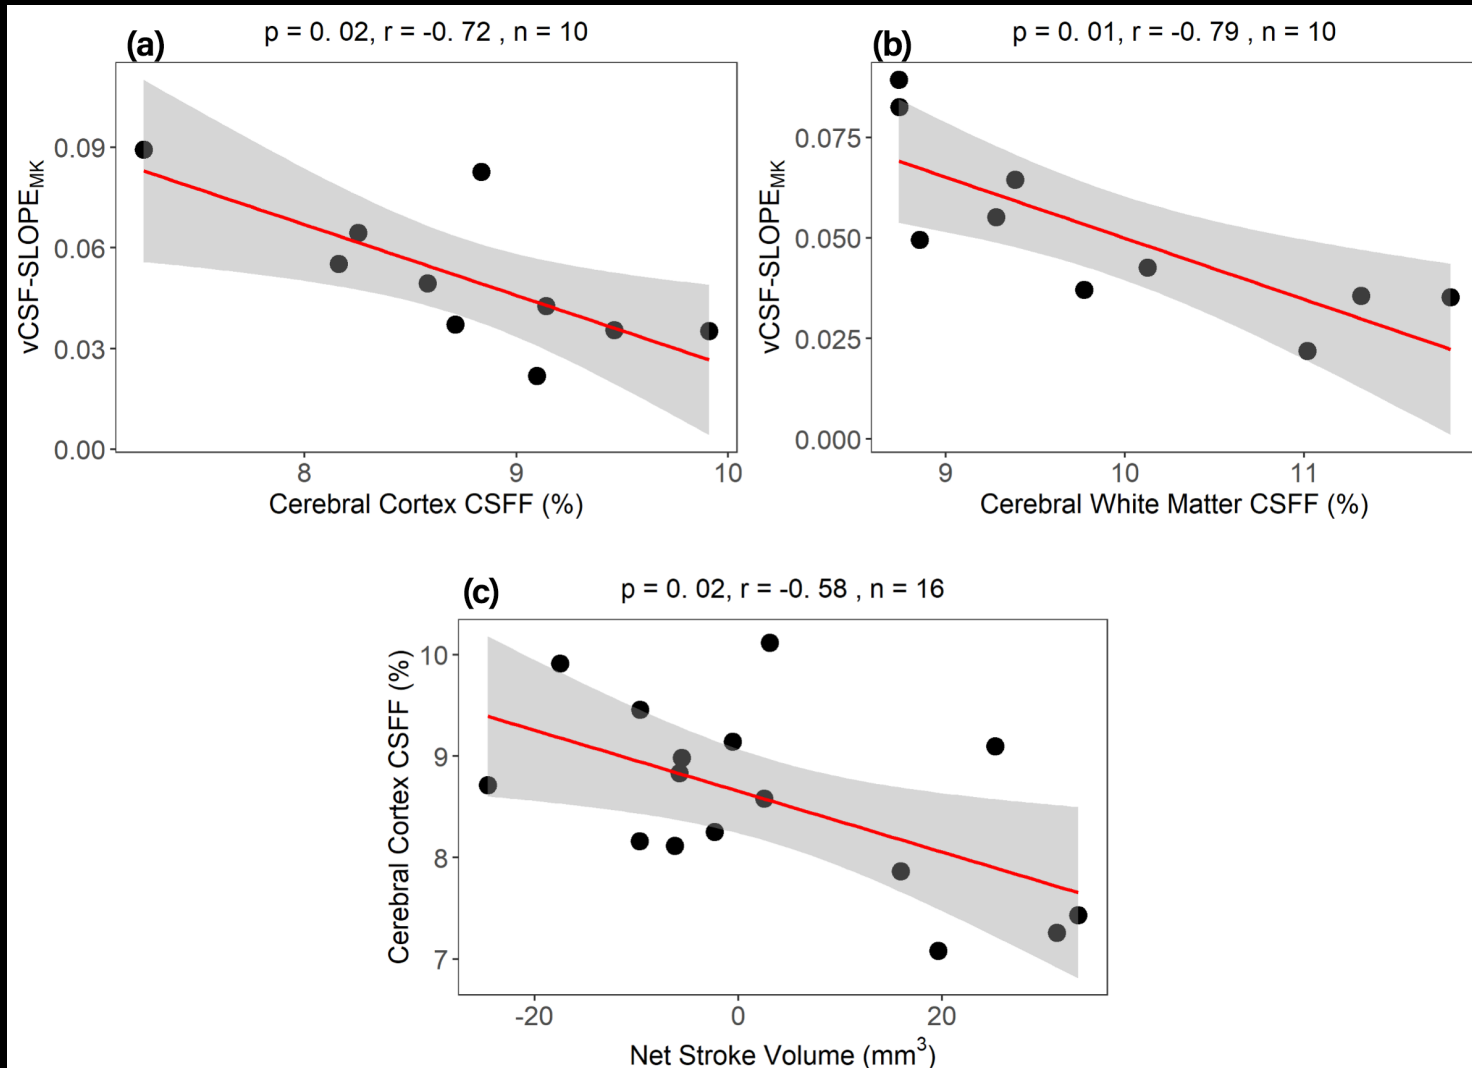 (a) p = 0. 02, r = -0. 72 , n = 10
vCSF-SLOPE_MK
0.09
0.06
0.03
0.00
8 9 10
Cerebral Cortex CSFF (%)
(b) p = 0. 01, r = -0. 79 , n = 10
vCSF-SLOPE_MK
0.075
0.050
0.025
0.000
9 10 11
Cerebral White Matter CSFF (%)
(c) p = 0. 02, r = -0. 58 , n = 16
Cerebral Cortex CSFF (%)
10
9
8
7
-20 0 20
Net Stroke Volume (mm³)